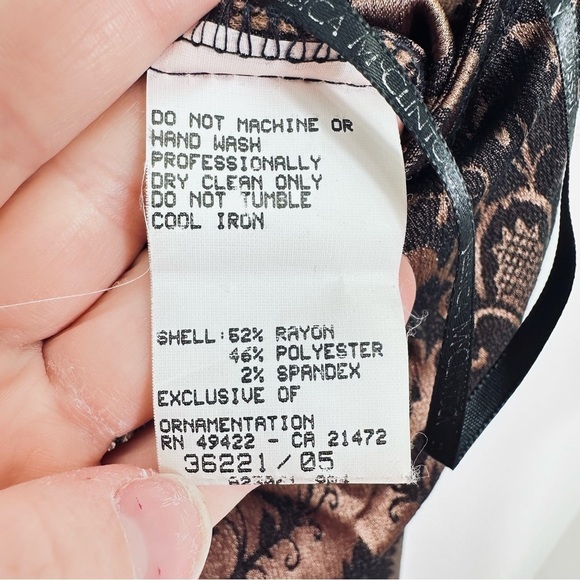 DO NOT MACHINE OR
HAND WASH
PROFESSIONALLY
DRY CLEAN ONLY
DO NOT TUMBLE
COOL IRON
SHELL:52% RAYON
46% POLYESTER
2% SPANDEX
EXCLUSIVE OF
ORNAMENTATION
RN 49422 - CA 21472
36221/05